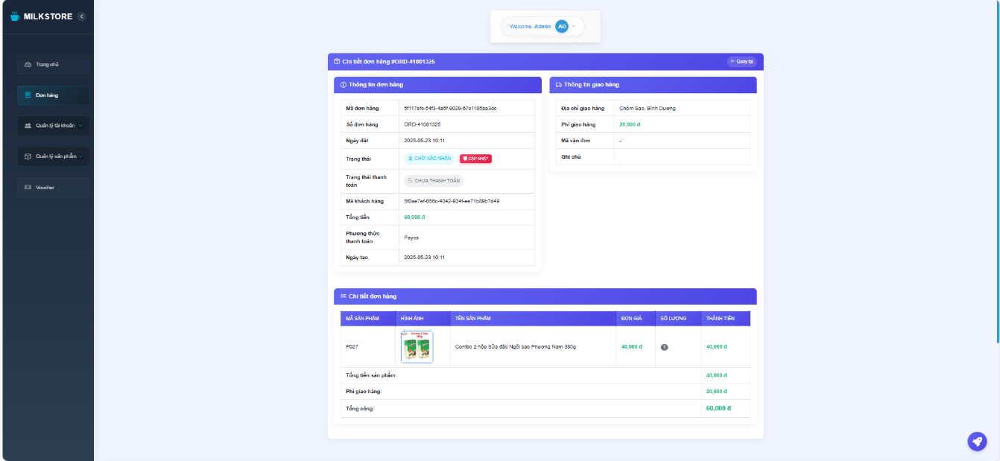 MILKSTORE
Welcome, Admin AD
Trang chủ
Đơn hàng
Quản lý tài khoản
Quản lý sản phẩm
Voucher
Chi tiết đơn hàng #ORD-41081325
← Quay lại
Thông tin đơn hàng
Mã đơn hàng
Số đơn hàng ORD-41081325
Ngày đặt 2025-05-23 10:11
Trạng thái CHỜ XÁC NHẬN CẬP NHẬT
Trạng thái thanh
toán CHƯA THANH TOÁN
Mã khách hàng 5f0ae7ef-656c-4042-934f-ee71b89b7d49
Tổng tiền 60,000 đ
Phương thức
thanh toán Payos
Ngày tạo 2025-05-23 10:11
Thông tin giao hàng
Địa chỉ giao hàng Chòm Sao, Bình Dương
Phí giao hàng 20,000 đ
Mã vận đơn -
Ghi chú
Chi tiết đơn hàng
MÃ SẢN PHẨM HÌNH ẢNH TÊN SẢN PHẨM ĐƠN GIÁ SỐ LƯỢNG THÀNH TIỀN
P027 Combo 2 hộp 380g Combo 2 hộp Sữa đặc Ngôi sao Phương Nam 380g 40,000 đ 1 40,000 đ
Tổng tiền sản phẩm: 40,000 đ
Phí giao hàng: 20,000 đ
Tổng cộng: 60,000 đ